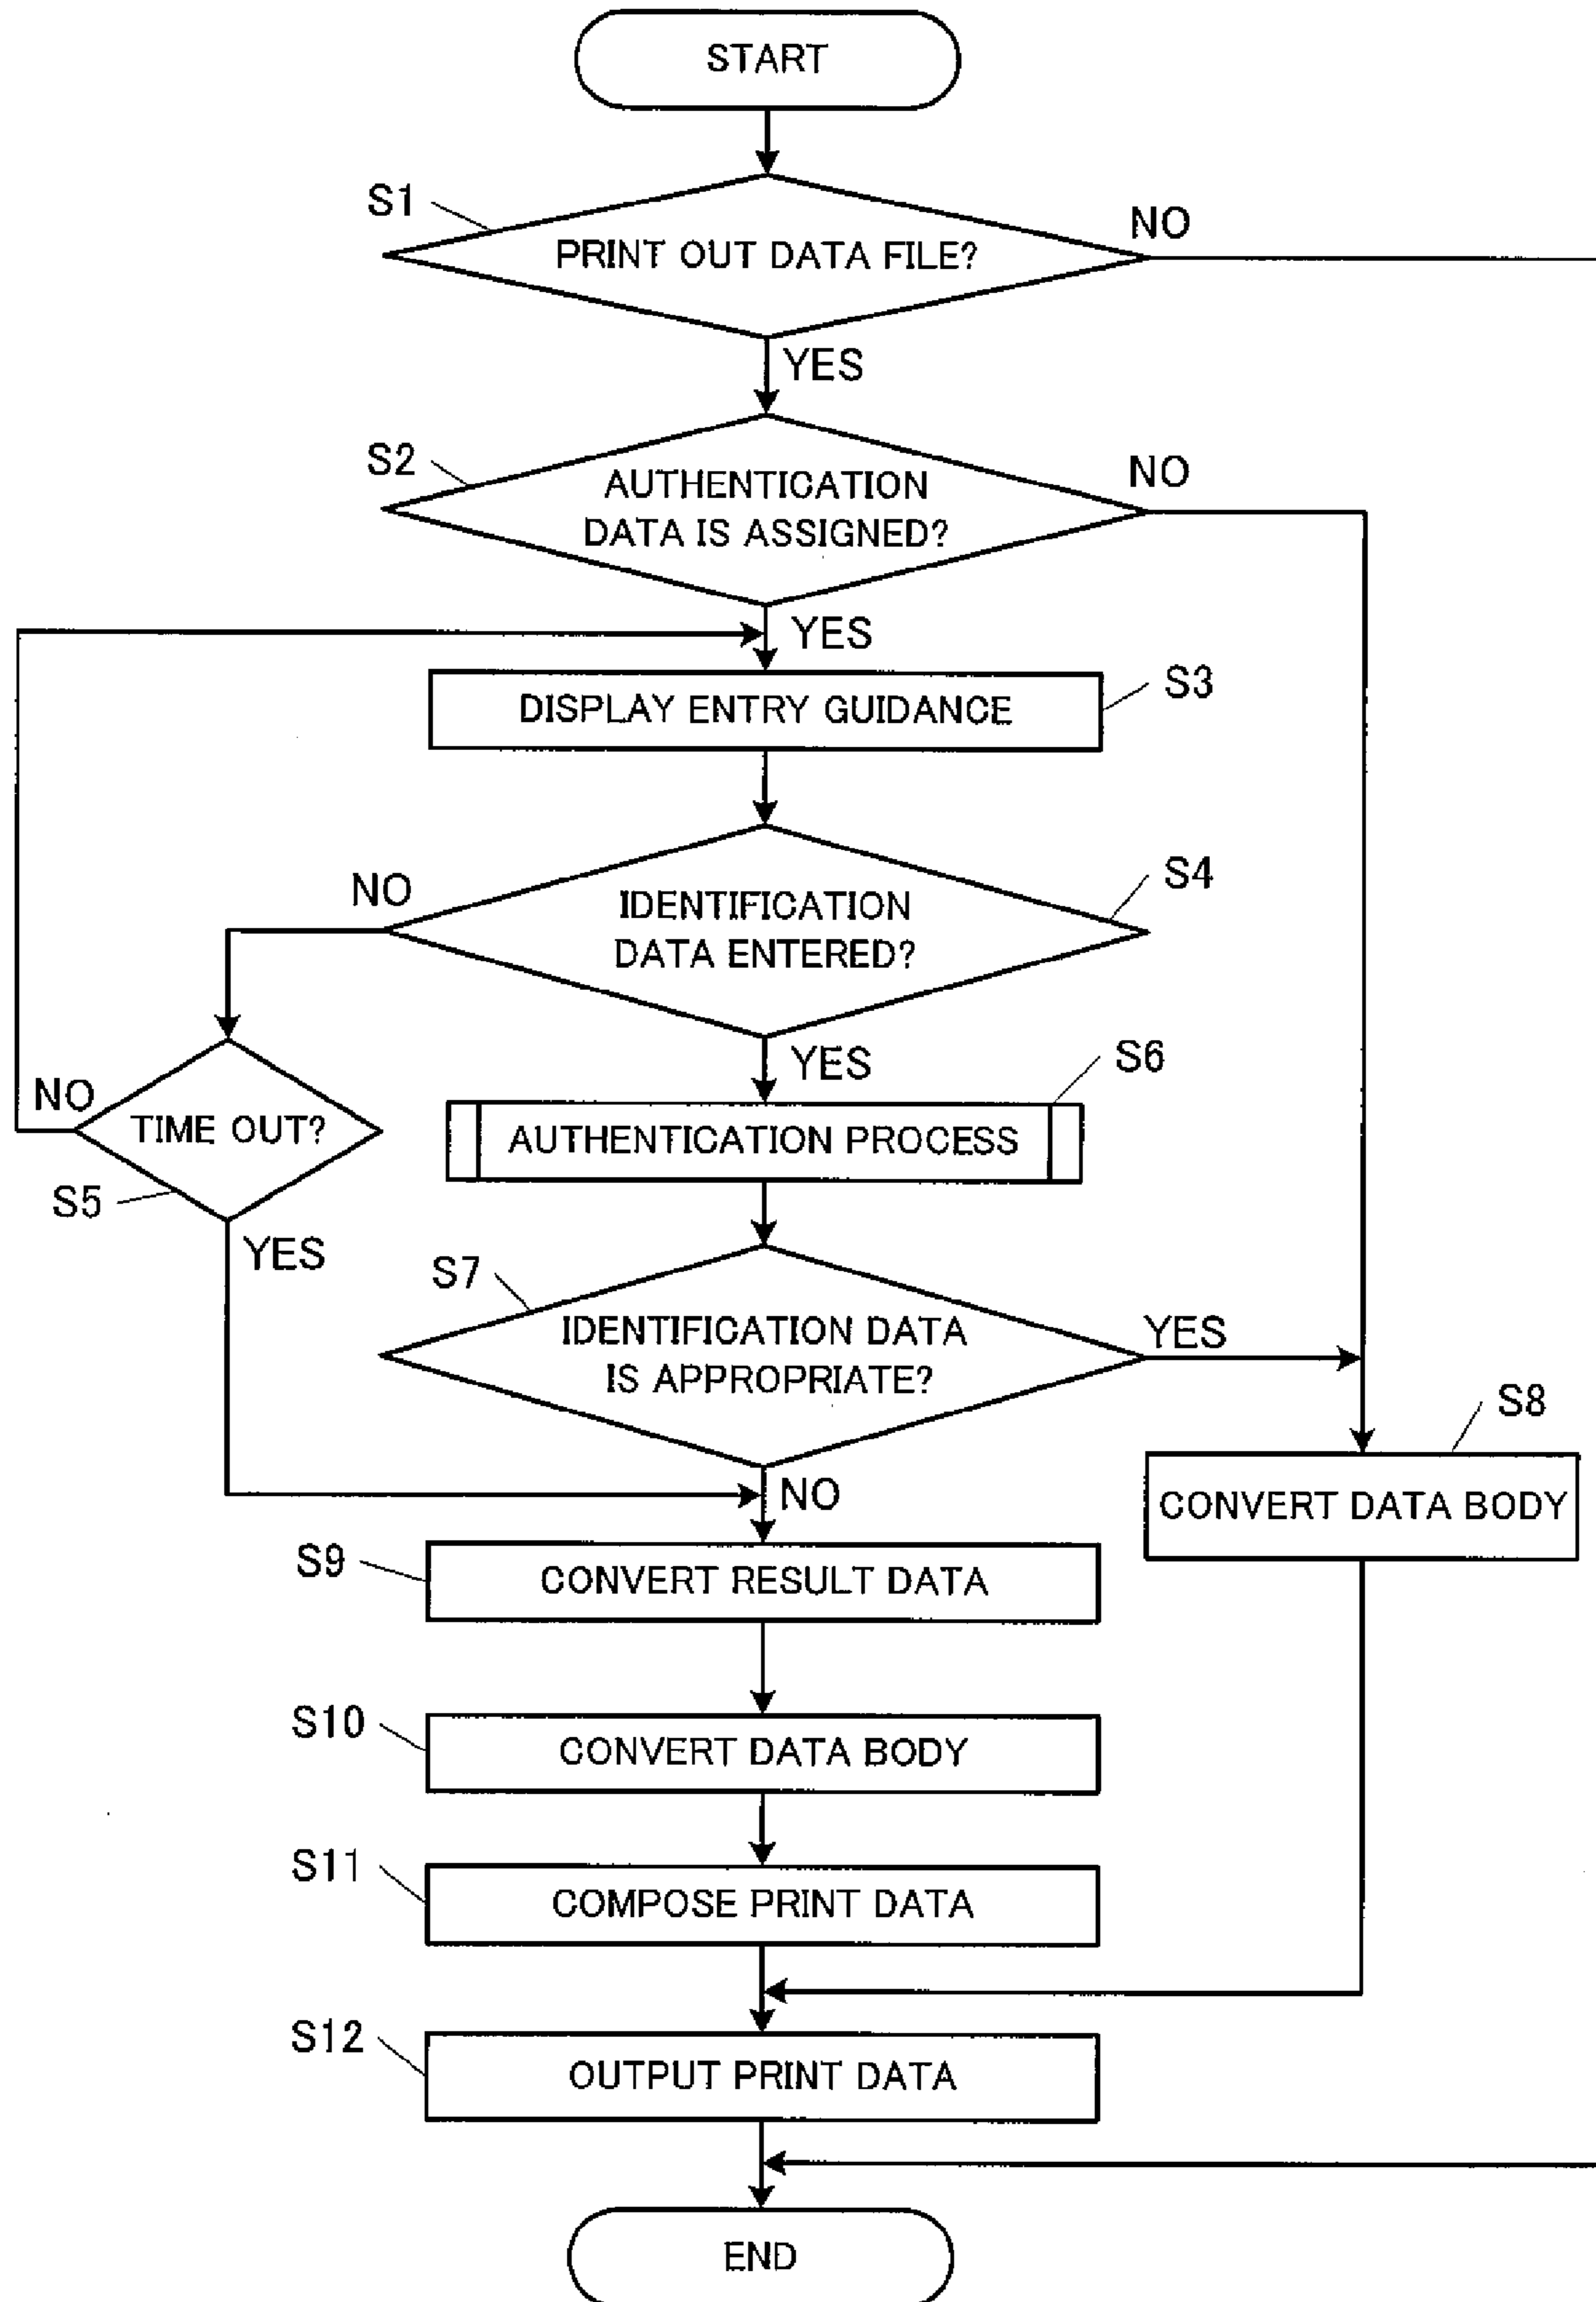 START
S1
PRINT OUT DATA FILE?
NO
YES
S2
AUTHENTICATION
DATA IS ASSIGNED?
NO
YES
DISPLAY ENTRY GUIDANCE
S3
NO
IDENTIFICATION
DATA ENTERED?
S4
YES
NO
TIME OUT?
S5
YES
S6
AUTHENTICATION PROCESS
S7
IDENTIFICATION DATA
IS APPROPRIATE?
YES
NO
S8
CONVERT DATA BODY
S9
CONVERT RESULT DATA
S10
CONVERT DATA BODY
S11
COMPOSE PRINT DATA
S12
OUTPUT PRINT DATA
END